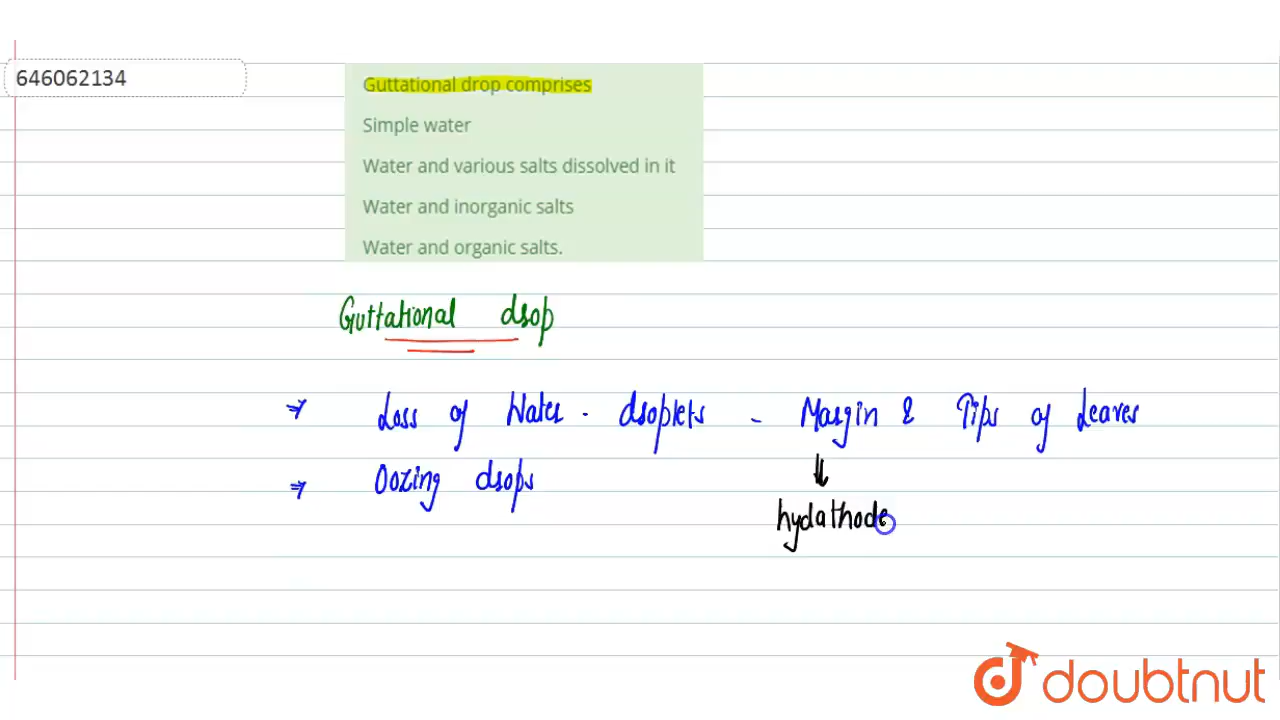 646062134
Guttational drop comprises
Simple water
Water and various salts dissolved in it
Water and inorganic salts
Water and organic salts.
Guttational drop
⇒ Loss of Water - droplets - Margin & Tips of Leaves
⇒ Oozing drops
⇓
hydathode
doubtnut